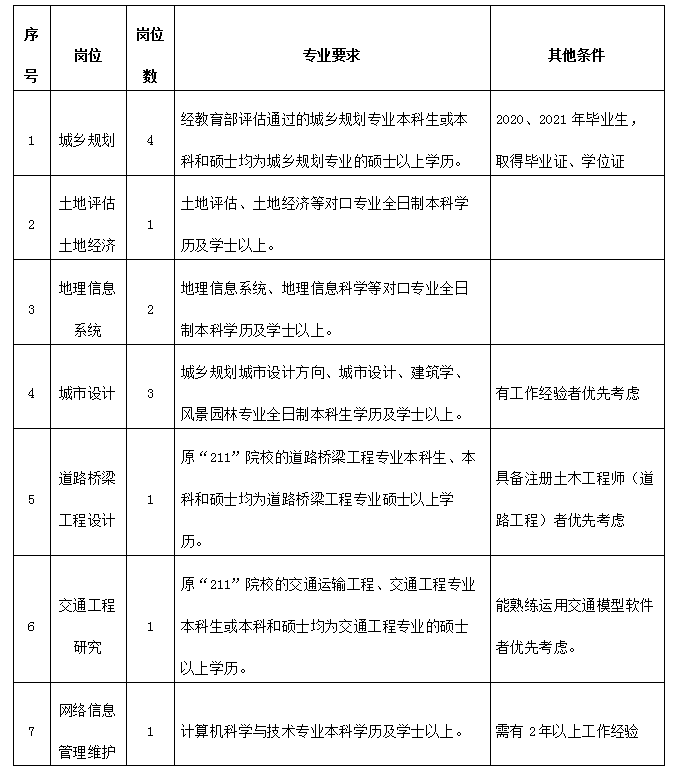 序号 岗位 岗位数 专业要求 其他条件
1 城乡规划 4 经教育部评估通过的城乡规划专业本科生或本
科和硕士均为城乡规划专业的硕士以上学历。
2020、2021年毕业生，
取得毕业证、学位证
2 土地评估
土地经济
1 土地评估、土地经济等对口专业全日制本科学
历及学士以上。
3 地理信息
系统
2 地理信息系统、地理信息科学等对口专业全日
制本科学历及学士以上。
4 城市设计 3 城乡规划城市设计方向、城市设计、建筑学、
风景园林专业全日制本科生学历及学士以上。
有工作经验者优先考虑
5 道路桥梁
工程设计
1 原“211”院校的道路桥梁工程专业本科生、本
科和硕士均为道路桥梁工程专业硕士以上学
历。
具备注册土木工程师（道
路工程）者优先考虑
6 交通工程
研究
1 原“211”院校的交通运输工程、交通工程专业
本科生或本科和硕士均为交通工程专业的硕士
以上学历。
能熟练运用交通模型软件
者优先考虑。
7 网络信息
管理维护
1 计算机科学与技术专业本科学历及学士以上。 需有2年以上工作经验